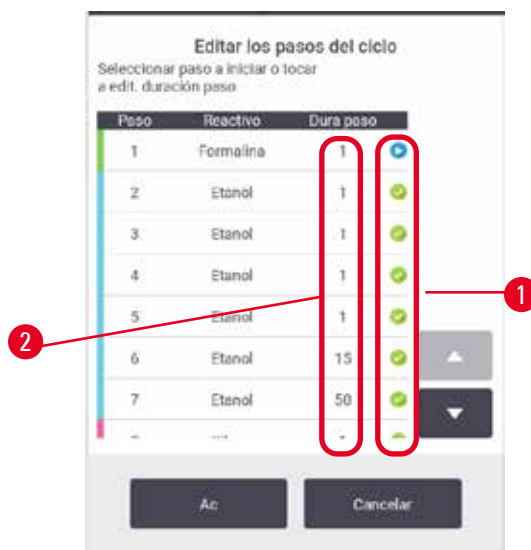 Editar los pasos del ciclo
Seleccionar paso a iniciar o tocar
a edit. duración paso
Paso Reactivo Dura paso
1 Formalina 1
2 Etanol 1
3 Etanol 1
4 Etanol 1
5 Etanol 1
6 Etanol 15
7 Etanol 50
Ac Cancelar
1
2